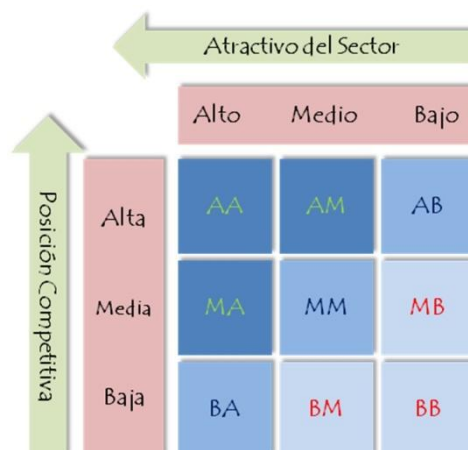 Atractivo del Sector
Alto Medio Bajo
Posición Competitiva
Alta AA AM AB
Media MA MM MB
Baja BA BM BB